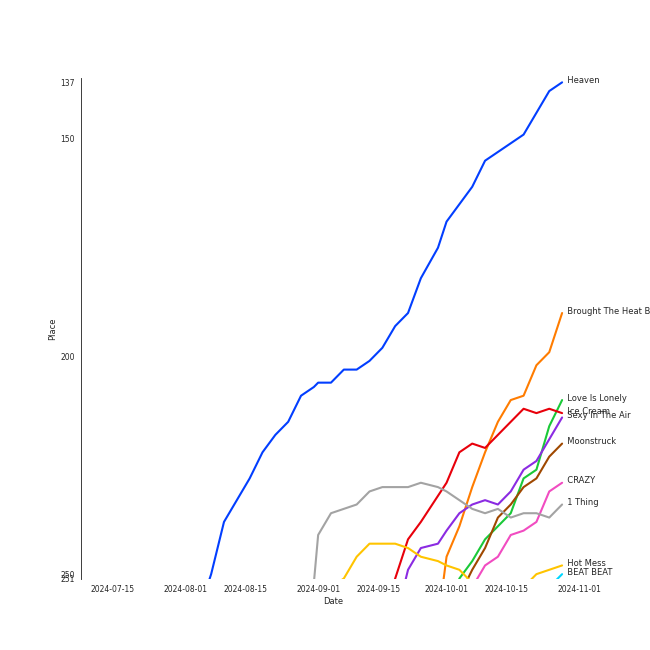 137
Heaven
150
Brought The Heat B
Place
200
Love Is Lonely
Ice Cream
Sexy In The Air
Moonstruck
CRAZY
1 Thing
Hot Mess
BEAT BEAT
250
251
2024-07-15
2024-08-01
2024-08-15
2024-09-01
2024-09-15
2024-10-01
2024-10-15
2024-11-01
Date